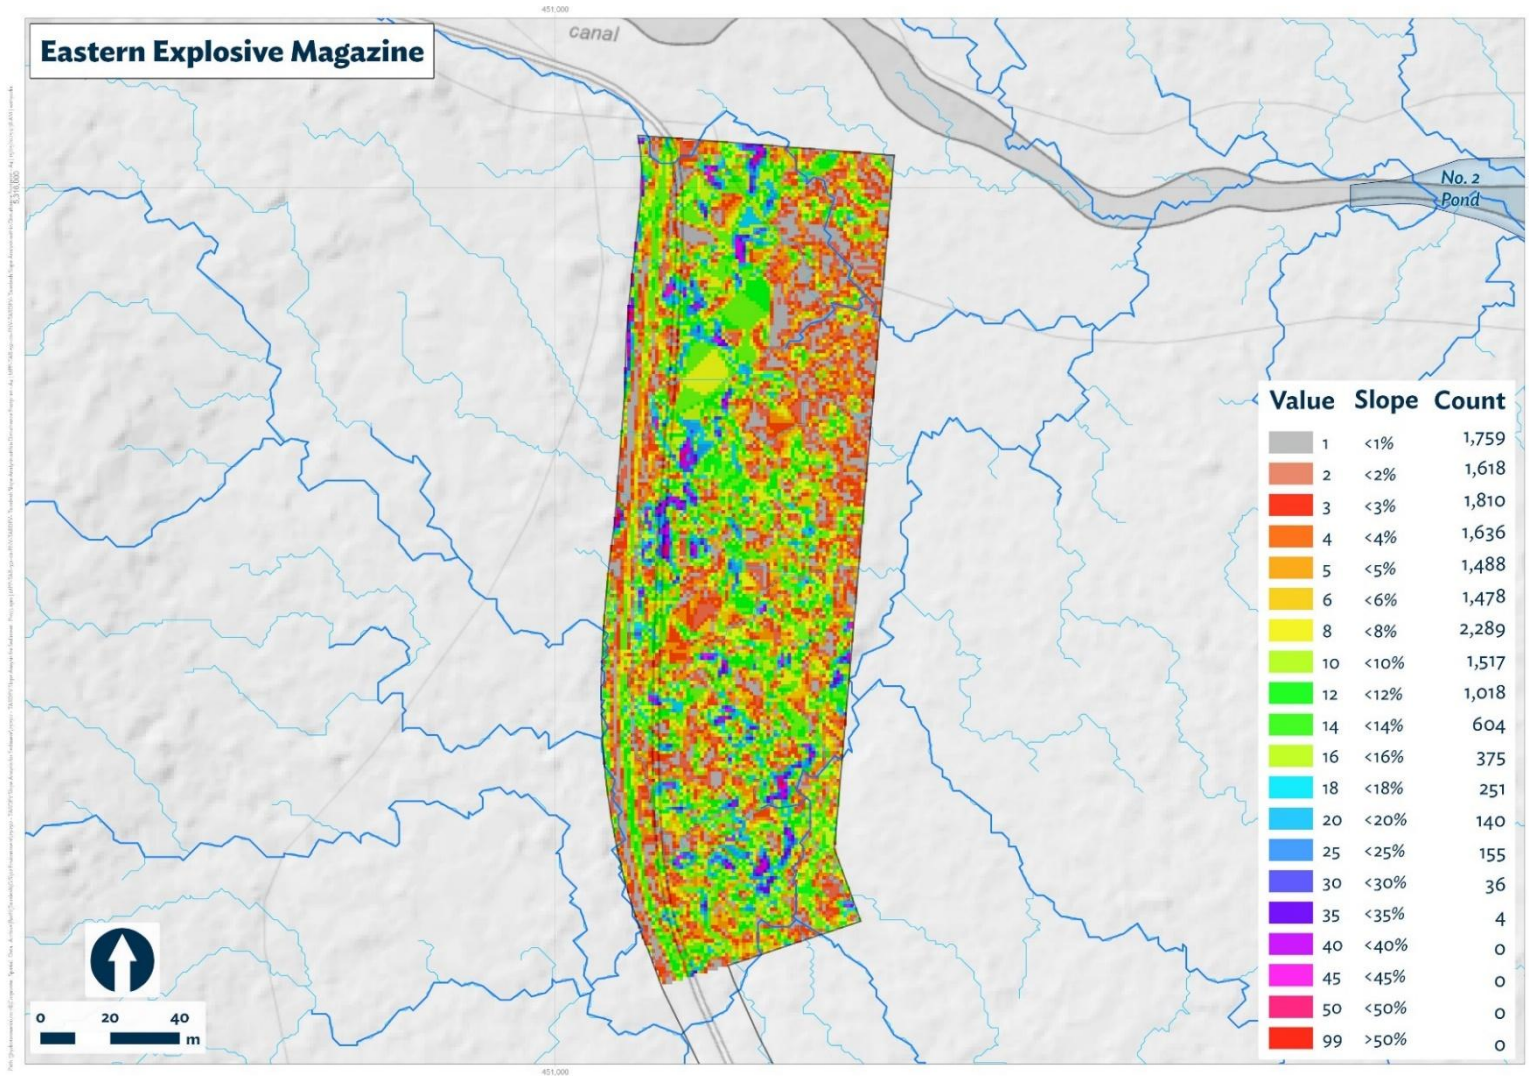 451,000
canal
Eastern Explosive Magazine
No. 2
Pond
Value Slope Count
1 <1% 1,759
2 <2% 1,618
3 <3% 1,810
4 <4% 1,636
5 <5% 1,488
6 <6% 1,478
8 <8% 2,289
10 <10% 1,517
12 <12% 1,018
14 <14% 604
16 <16% 375
18 <18% 251
20 <20% 140
25 <25% 155
30 <30% 36
35 <35% 4
40 <40% 0
45 <45% 0
50 <50% 0
99 >50% 0
0 20 40
m
451,000